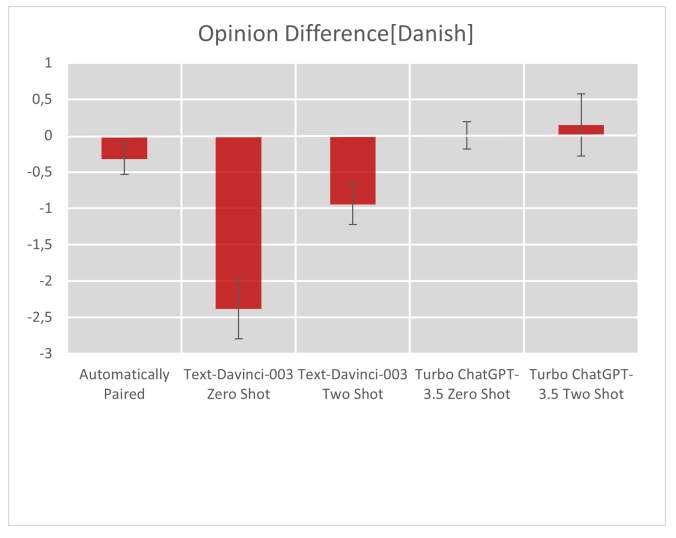 Opinion Difference[Danish]
1
0,5
0
-0,5
-1
-1,5
-2
-2,5
-3
Automatically Paired
Text-Davinci-003 Zero Shot
Text-Davinci-003 Two Shot
Turbo ChatGPT-3.5 Zero Shot
Turbo ChatGPT-3.5 Two Shot